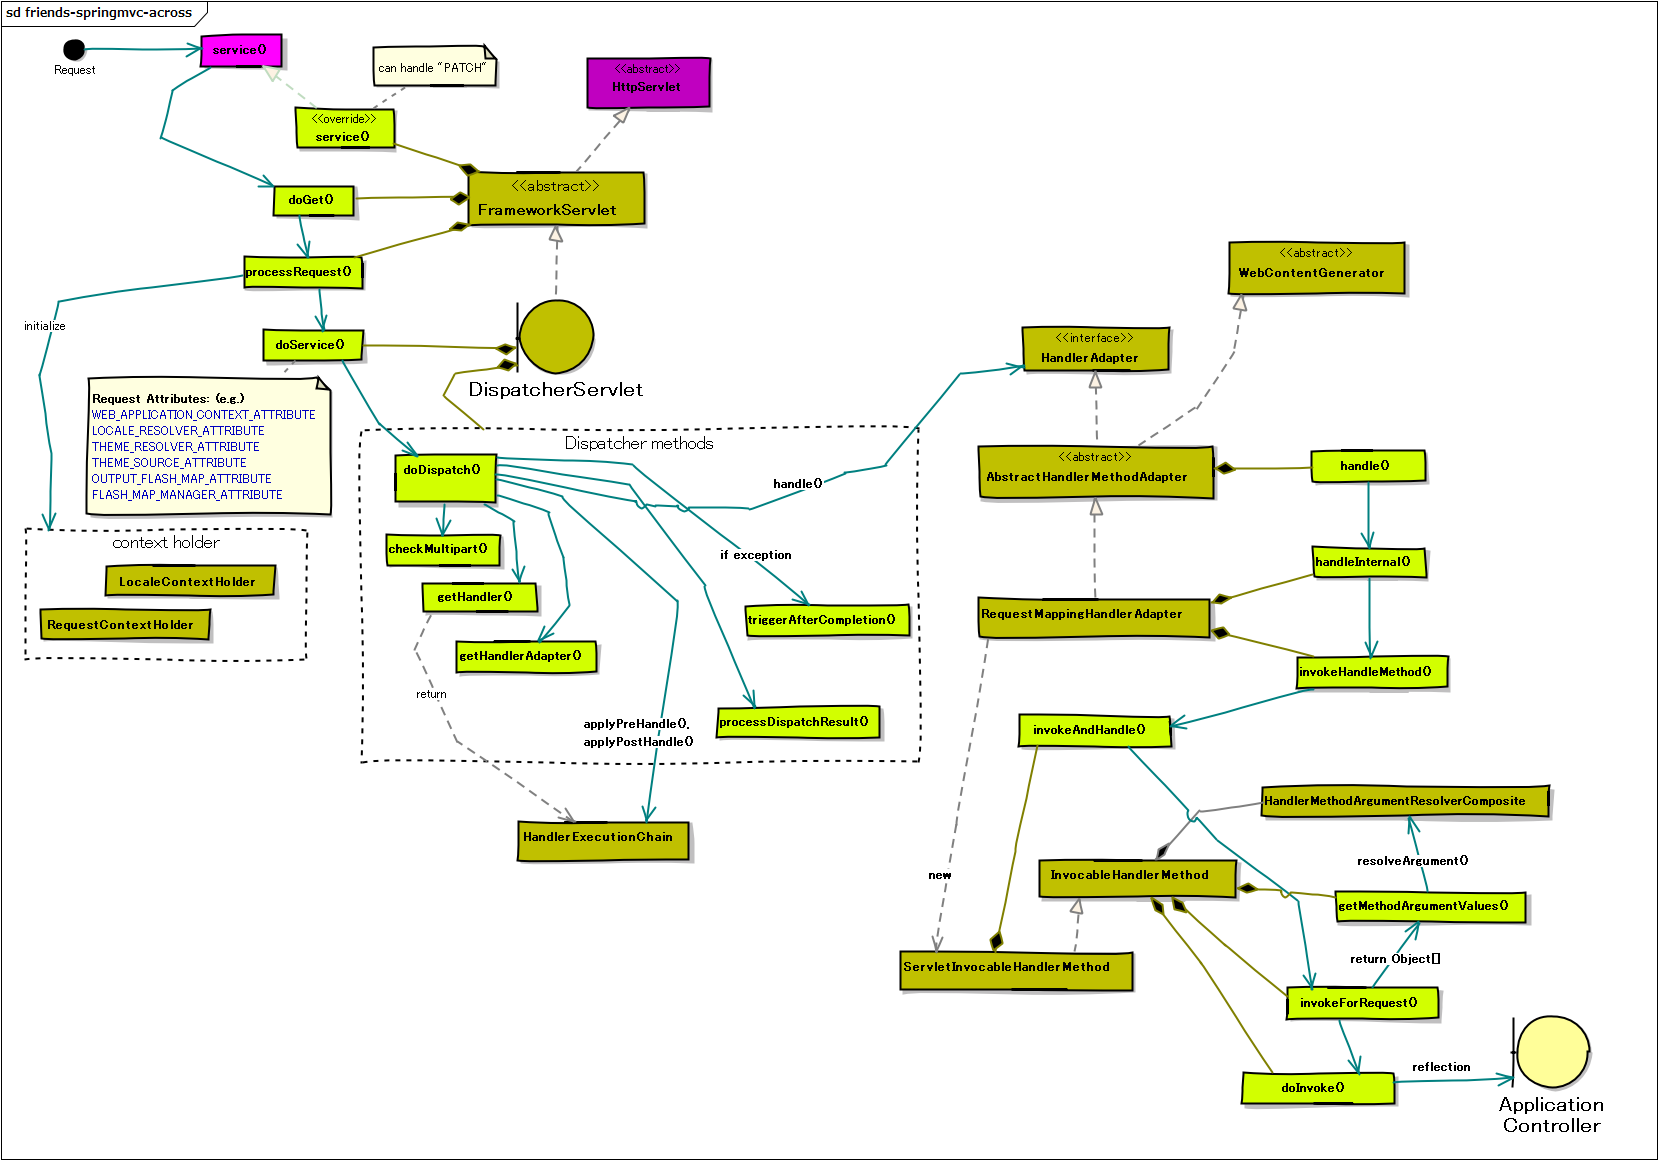 sd friends-springmvc-across
service()
Request
can handle "PATCH"
<<abstract>>
HttpServlet
<<override>>
service()
<<abstract>>
FrameworkServlet
doGet()
processRequest()
initialize
doService()
DispatcherServlet
Request Attributes: (e.g.)
WEB_APPLICATION_CONTEXT_ATTRIBUTE
LOCALE_RESOLVER_ATTRIBUTE
THEME_RESOLVER_ATTRIBUTE
THEME_SOURCE_ATTRIBUTE
OUTPUT_FLASH_MAP_ATTRIBUTE
FLASH_MAP_MANAGER_ATTRIBUTE
context holder
LocaleContextHolder
RequestContextHolder
Dispatcher methods
doDispatch()
handle()
checkMultipart()
if exception
getHandler()
triggerAfterCompletion()
getHandlerAdapter()
return
applyPreHandle(),
applyPostHandle()
processDispatchResult()
HandlerExecutionChain
<<abstract>>
WebContentGenerator
<<interface>>
HandlerAdapter
<<abstract>>
AbstractHandlerMethodAdapter
handle()
handleInternal()
RequestMappingHandlerAdapter
invokeHandleMethod()
invokeAndHandle()
HandlerMethodArgumentResolverComposite
resolveArgument()
new
InvocableHandlerMethod
getMethodArgumentValues()
return Object[]
ServletInvocableHandlerMethod
invokeForRequest()
doInvoke()
reflection
Application
Controller